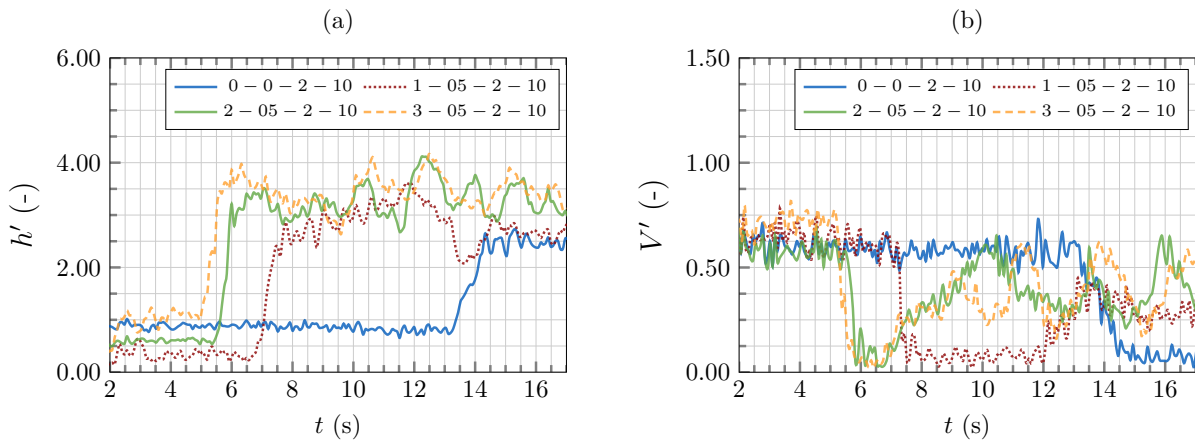 (a)
6.00
4.00
2.00
0.00
h′ (-)
0 − 0 − 2 − 10
1 − 05 − 2 − 10
2 − 05 − 2 − 10
3 − 05 − 2 − 10
2 4 6 8 10 12 14 16
t (s)
(b)
1.50
1.00
0.50
0.00
V′ (-)
0 − 0 − 2 − 10
1 − 05 − 2 − 10
2 − 05 − 2 − 10
3 − 05 − 2 − 10
2 4 6 8 10 12 14 16
t (s)